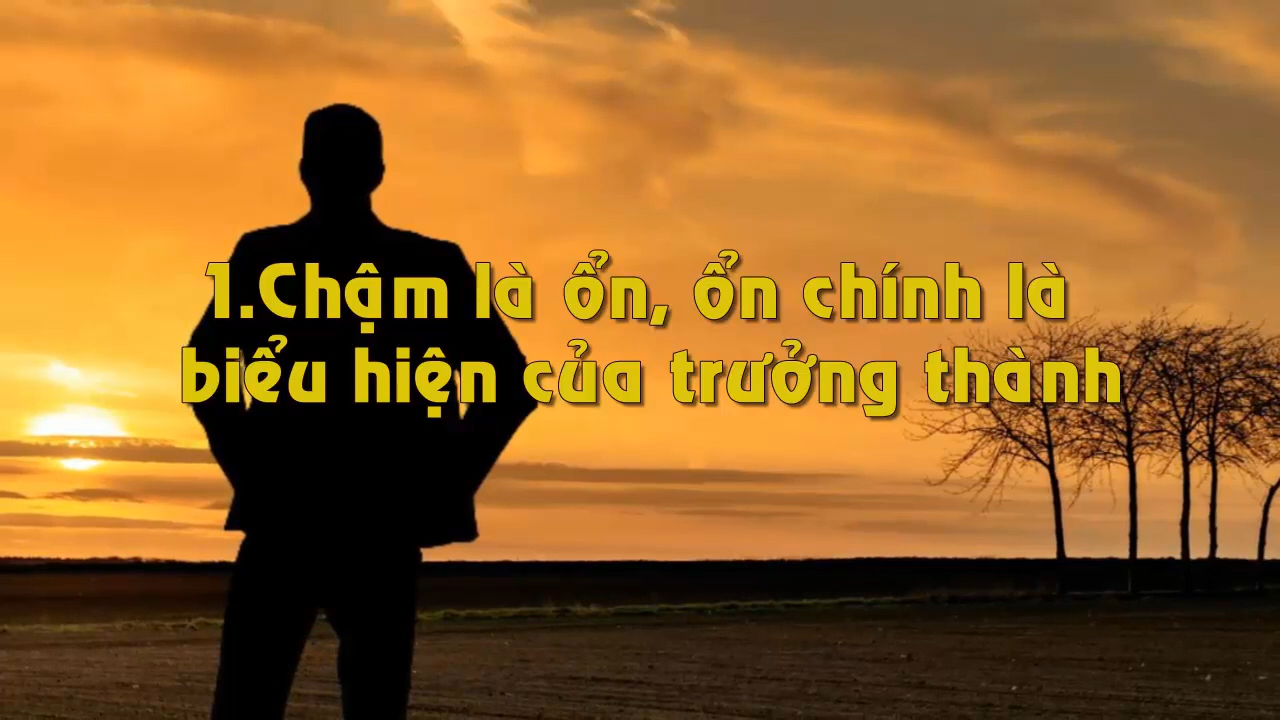 1.Chậm là ổn, ổn chính là
biểu hiện của trưởng thành